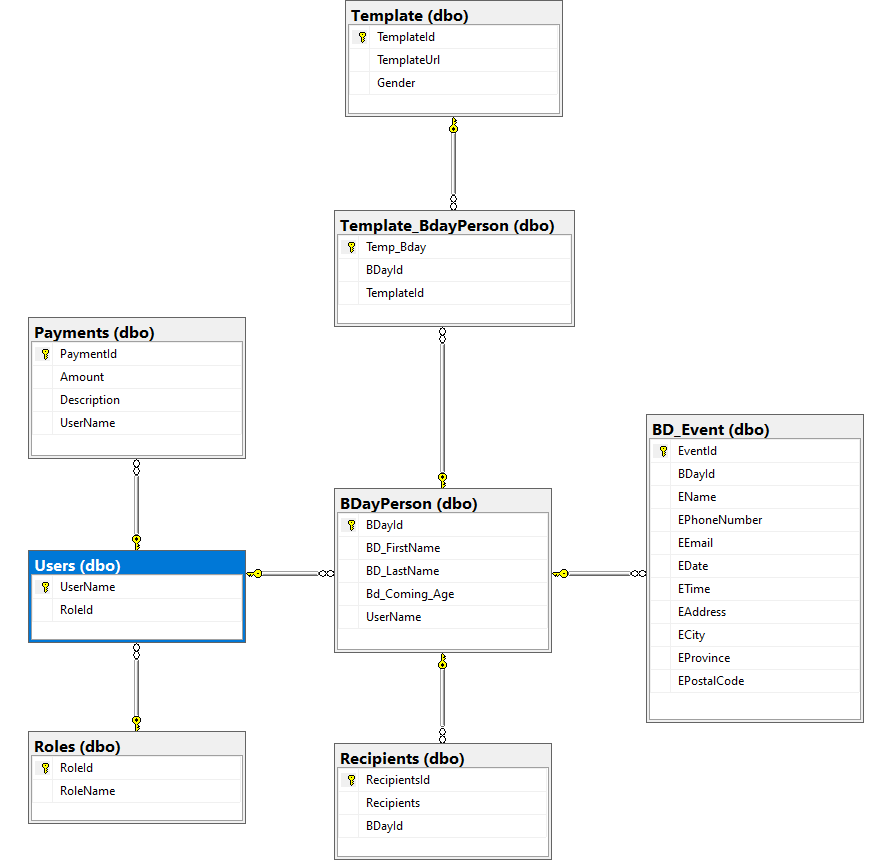 Template (dbo)
TemplateId
TemplateUrl
Gender
Template_BdayPerson (dbo)
Temp_Bday
BDayId
TemplateId
Payments (dbo)
PaymentId
Amount
Description
UserName
BD_Event (dbo)
EventId
BDayId
EName
EPhoneNumber
EEmail
EDate
ETime
EAddress
ECity
EProvince
EPostalCode
BDayPerson (dbo)
BDayId
BD_FirstName
BD_LastName
Bd_Coming_Age
UserName
Users (dbo)
UserName
RoleId
Roles (dbo)
RoleId
RoleName
Recipients (dbo)
RecipientsId
Recipients
BDayId